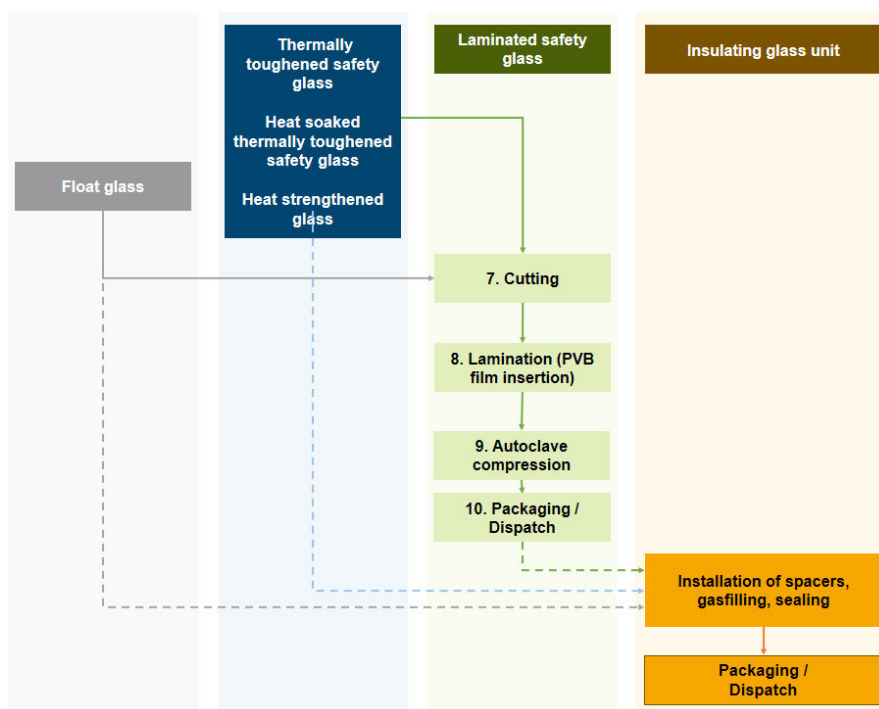 Thermally
toughened safety
glass
Heat soaked
thermally toughened
safety glass
Heat strengthened
glass
Laminated safety
glass
Insulating glass unit
Float glass
7. Cutting
8. Lamination (PVB
film insertion)
9. Autoclave
compression
10. Packaging /
Dispatch
Installation of spacers,
gasfilling, sealing
Packaging /
Dispatch